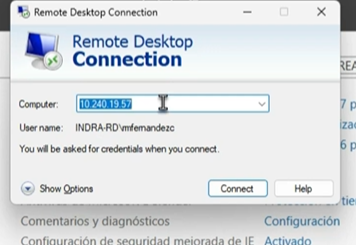 Remote Desktop Connection
Remote Desktop
Connection
Computer: 10.240.19.57
User name: INDRA-RD\mfernandezc
You will be asked for credentials when you connect.
Show Options Connect Help
Comentarios y diagnósticos Configuración
Configuración de seguridad mejorada de IE Activado